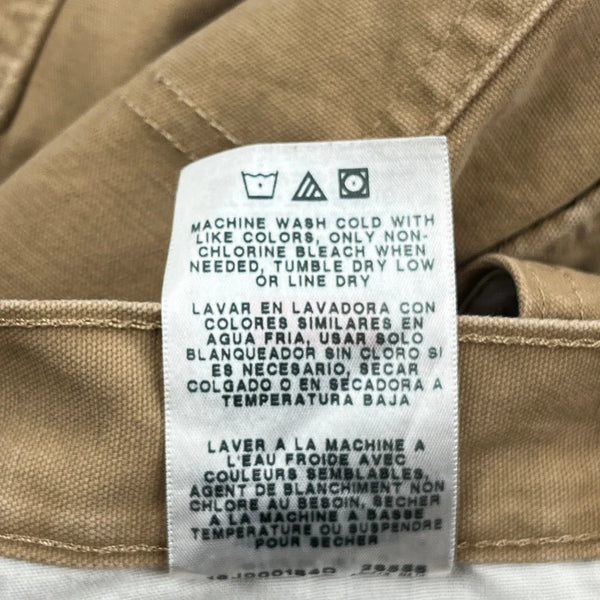 MACHINE WASH COLD WITH
LIKE COLORS, ONLY NON-
CHLORINE BLEACH WHEN
NEEDED, TUMBLE DRY LOW
OR LINE DRY
LAVAR EN LAVADORA CON
COLORES SIMILARES EN
AGUA FRIA, USAR SOLO
BLANQUEADOR SIN CLORO SI
ES NECESARIO, SECAR
COLGADO O EN SECADORA A
TEMPERATURA BAJA
LAVER A LA MACHINE A
L'EAU FROIDE AVEC
COULEURS SEMBLABLES,
AGENT DE BLANCHIMENT NON
CHLORE AU BESOIN, SECHER
A LA MACHINE A BASSE
TEMPERATURE OU SUSPENDRE
POUR SECHER